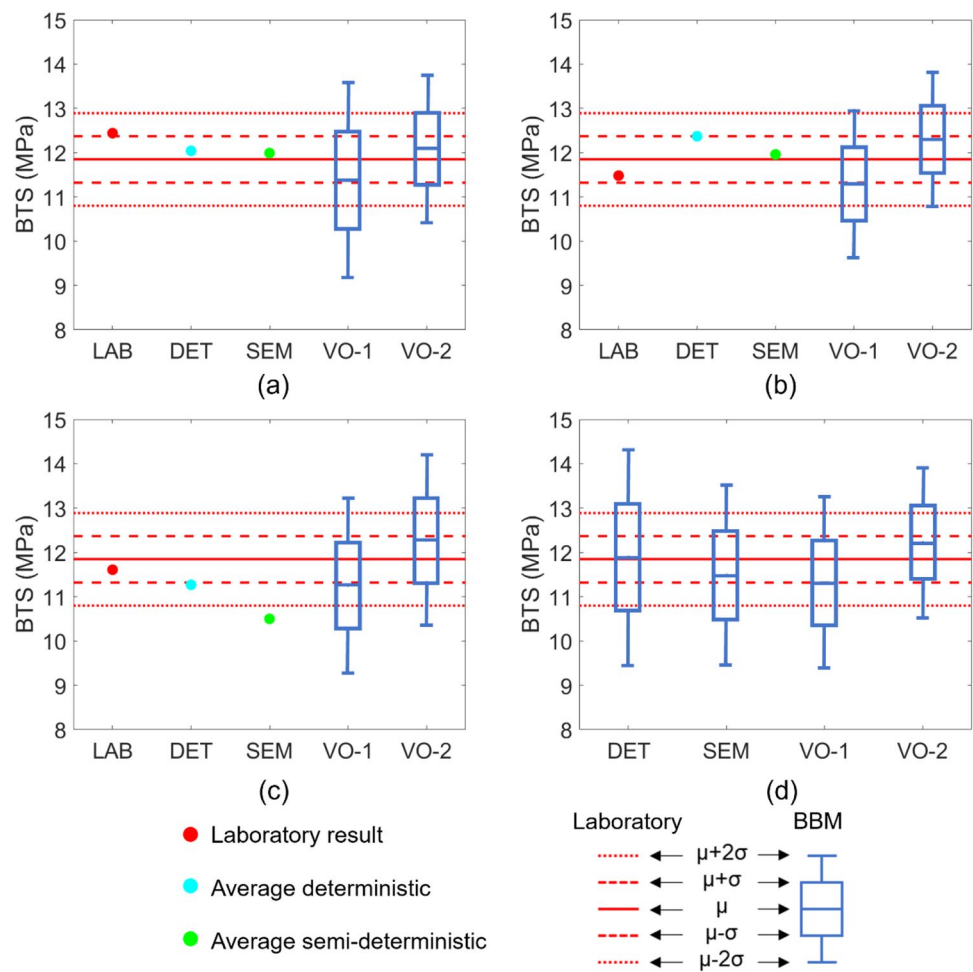 15
14
13
12
11
10
9
8
BTS (MPa)
LAB DET SEM VO-1 VO-2
(a)
15
14
13
12
11
10
9
8
BTS (MPa)
LAB DET SEM VO-1 VO-2
(b)
15
14
13
12
11
10
9
8
BTS (MPa)
LAB DET SEM VO-1 VO-2
(c)
15
14
13
12
11
10
9
8
BTS (MPa)
DET SEM VO-1 VO-2
(d)
Laboratory result
Average deterministic
Average semi-deterministic
Laboratory BBM
μ+2σ
μ+σ
μ
μ-σ
μ-2σ